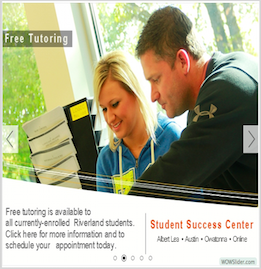 Free Tutoring
Free tutoring is available to
all currently-enrolled Riverland students.
Click here for more information and to
schedule your appointment today.
Student Success Center
Albert Lea • Austin • Owatonna • Online
WOWSlider.com